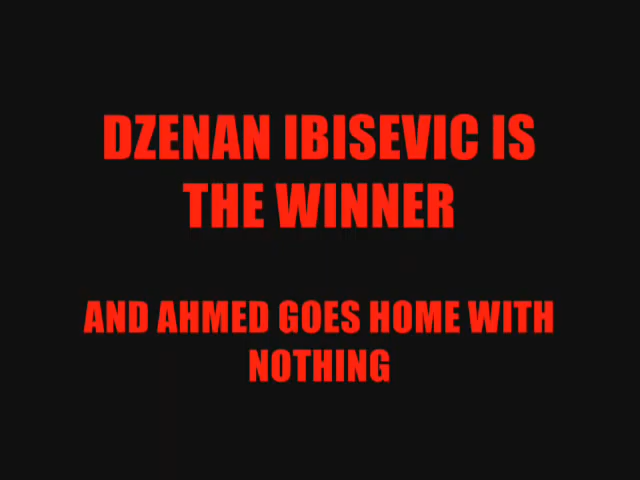 DZENAN IBISEVIC IS
THE WINNER
AND AHMED GOES HOME WITH
NOTHING